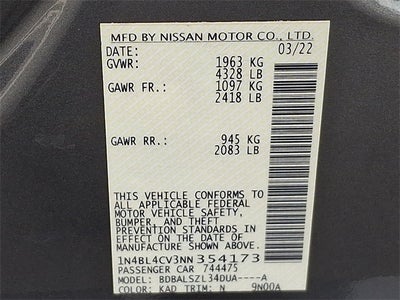 MFD BY NISSAN MOTOR CO., LTD.
DATE: 03/22
GVWR: 1963 KG
4328 LB
GAWR FR.: 1097 KG
2418 LB
GAWR RR.: 945 KG
2083 LB
THIS VEHICLE CONFORMS TO
ALL APPLICABLE FEDERAL
MOTOR VEHICLE SAFETY,
BUMPER, AND THEFT
PREVENTION STANDARDS IN
EFFECT ON THE DATE OF
MANUFACTURE SHOWN ABOVE.
1N4BL4CV3NN354173
PASSENGER CAR 744475
MODEL: BDBALSZL34DUA----A
COLOR: KAD TRIM: N 9N00A